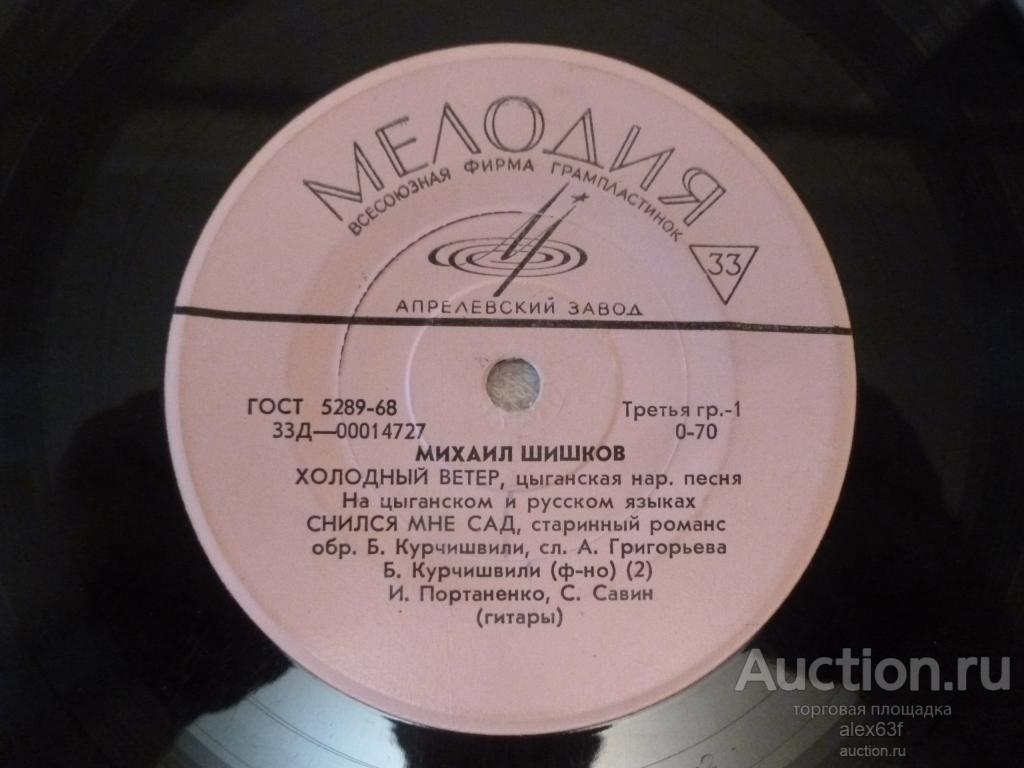 МЕЛОДИЯ
ВСЕСОЮЗНАЯ ФИРМА ГРАМПЛАСТИНОК
33
АПРЕЛЕВСКИЙ ЗАВОД
ГОСТ 5289-68
Третья гр.-1
33Д—00014727
0-70
МИХАИЛ ШИШКОВ
ХОЛОДНЫЙ ВЕТЕР, цыганская нар. песня
На цыганском и русском языках
СНИЛСЯ МНЕ САД, старинный романс
обр. Б. Курчишвили, сл. А. Григорьева
Б. Курчишвили (ф-но) (2)
И. Портаненко, С. Савин
(гитары)
Auction.ru
торговая площадка
alex63f
auction.ru